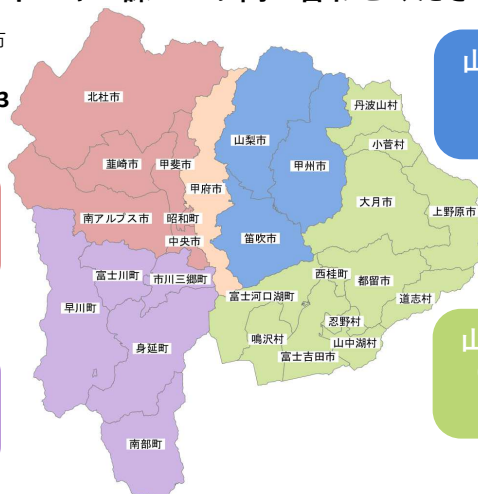 市
3
山
北杜市
丹波山村
山梨市
小菅村
韮崎市
甲斐市
甲州市
甲府市
大月市
上野原市
南アルプス市
昭和町
中央市
笛吹市
富士川町
市川三郷町
西桂町
都留市
富士河口湖町
道志村
早川町
忍野村
鳴沢村
山中湖村
身延町
富士吉田市
山
南部町